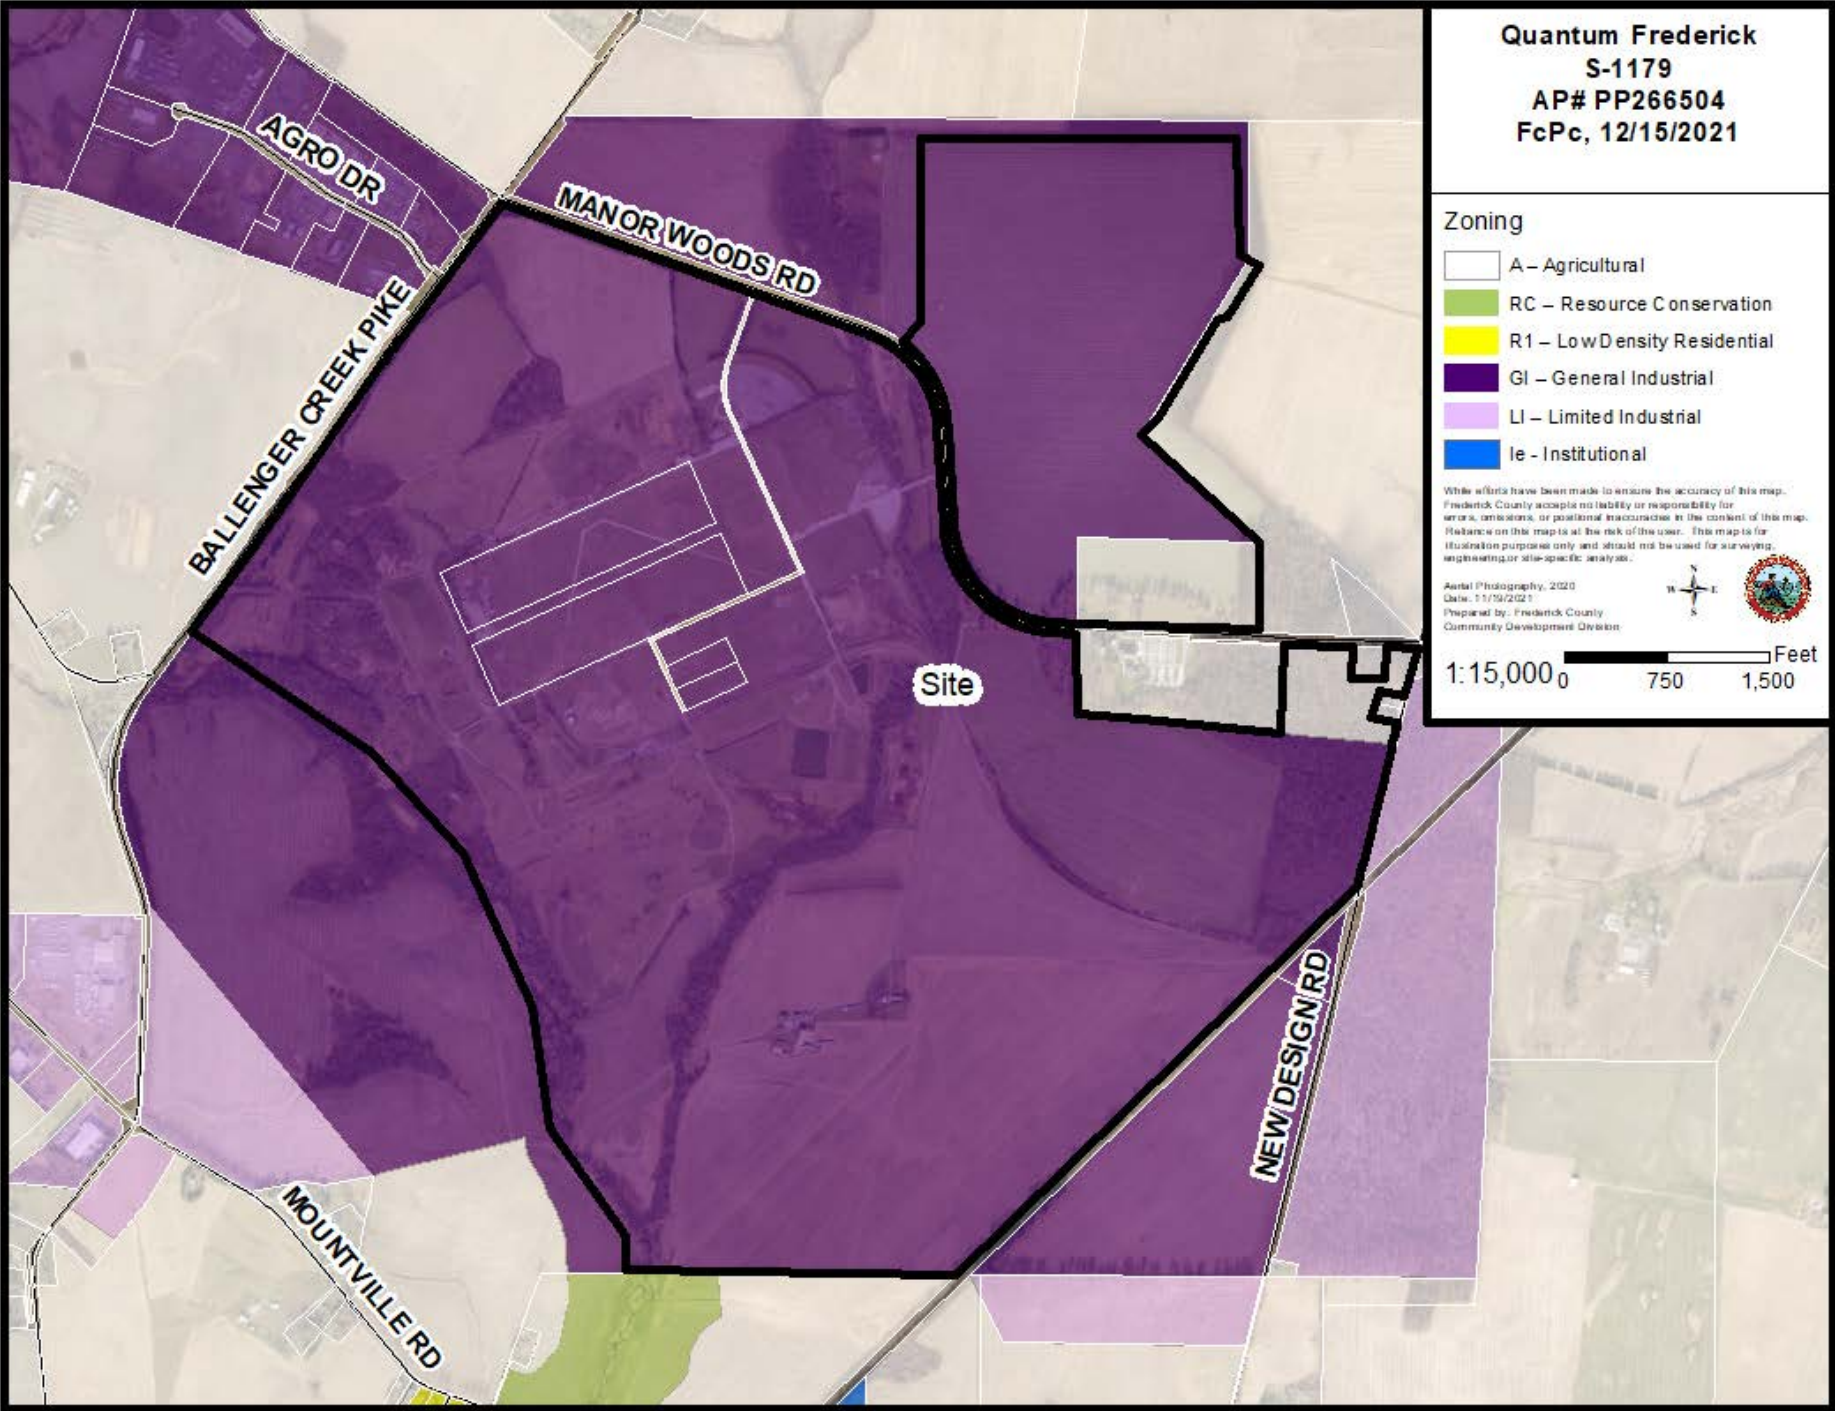 Quantum Frederick
S-1179
AP# PP266504
FcPc, 12/15/2021
Zoning
A – Agricultural
RC – Resource Conservation
R1 – Low Density Residential
GI – General Industrial
LI – Limited Industrial
Ie - Institutional
While efforts have been made to ensure the accuracy of this map.
Frederick County accepts no liability or responsibility for
errors, omissions, or positional inaccuracies in the content of this map.
Reliance on this map is at the risk of the user. This map is for
illustration purposes only and should not be used for surveying,
engineering,or site-specific analysis.
Aerial Photography, 2020
Date: 11/19/2021
Prepared by: Frederick County
Community Development Division
N
W
E
S
1:15,000
Feet
0 750 1,500
AGRO DR
MANOR WOODS RD
BALLENGER CREEK PIKE
Site
NEW DESIGN RD
MOUNTVILLE RD